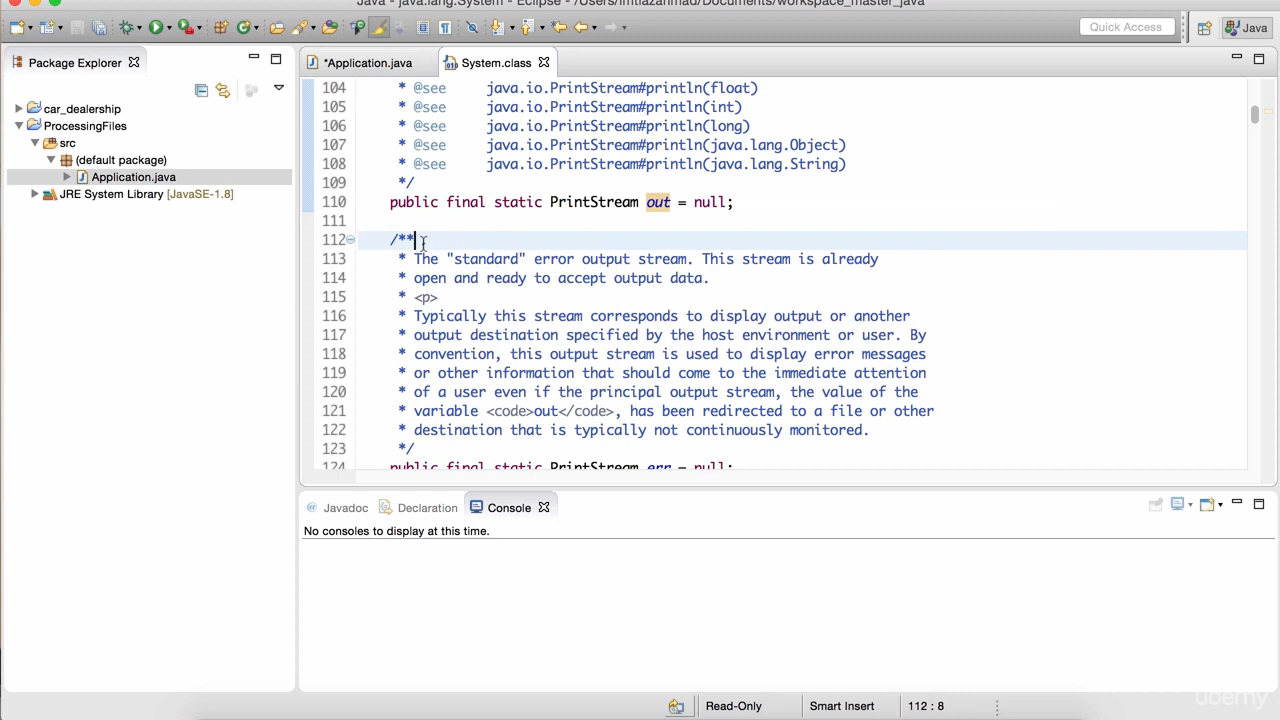 Java - java.lang.System - Eclipse - /Users/imtiazahmad/Documents/workspace_master_java
Quick Access
Java
Package Explorer
*Application.java
System.class
car_dealership
ProcessingFiles
src
(default package)
Application.java
JRE System Library [JavaSE-1.8]
104 * @see java.io.PrintStream#println(float)
105 * @see java.io.PrintStream#println(int)
106 * @see java.io.PrintStream#println(long)
107 * @see java.io.PrintStream#println(java.lang.Object)
108 * @see java.io.PrintStream#println(java.lang.String)
109 */
110 public final static PrintStream out = null;
111
112 /**
113 * The "standard" error output stream. This stream is already
114 * open and ready to accept output data.
115 * <p>
116 * Typically this stream corresponds to display output or another
117 * output destination specified by the host environment or user. By
118 * convention, this output stream is used to display error messages
119 * or other information that should come to the immediate attention
120 * of a user even if the principal output stream, the value of the
121 * variable <code>out</code>, has been redirected to a file or other
122 * destination that is typically not continuously monitored.
123 */
124 public final static PrintStream err = null;
@ Javadoc
Declaration
Console
No consoles to display at this time.
Read-Only
Smart Insert
112 : 8
udemy